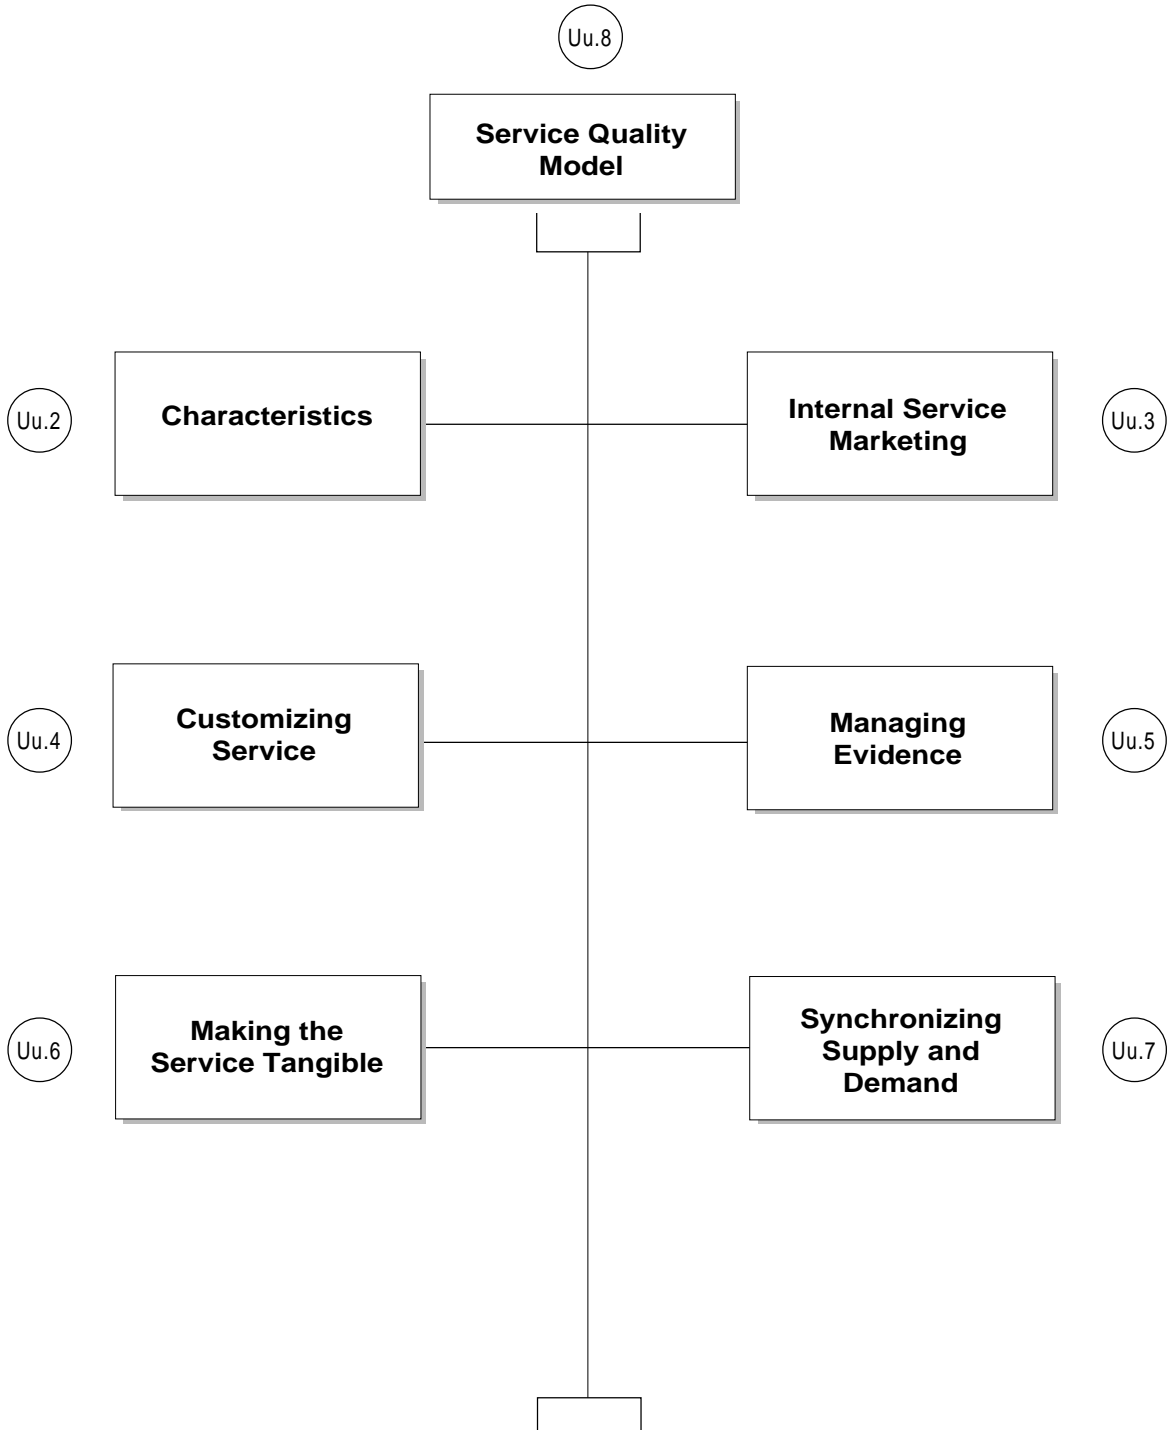 Uu.8
Service Quality
Model
Uu.2
Characteristics
Internal Service
Marketing
Uu.3
Uu.4
Customizing
Service
Managing
Evidence
Uu.5
Uu.6
Making the
Service Tangible
Synchronizing
Supply and
Demand
Uu.7